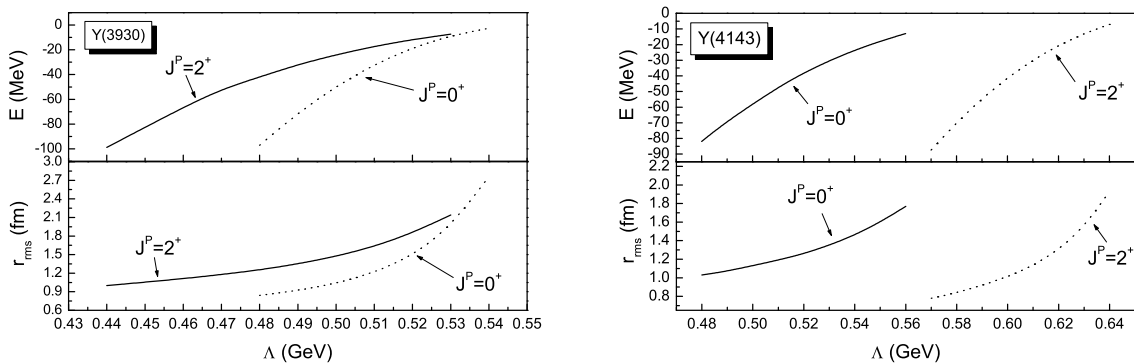 Y(3930)
E (MeV)
0
-20
-40
-60
-80
-100
J^P=2^+
J^P=0^+
r_rms (fm)
3.0
2.7
2.4
2.1
1.8
1.5
1.2
0.9
0.6
J^P=2^+
J^P=0^+
0.43 0.44 0.45 0.46 0.47 0.48 0.49 0.50 0.51 0.52 0.53 0.54 0.55
Λ (GeV)
Y(4143)
E (MeV)
0
-10
-20
-30
-40
-50
-60
-70
-80
-90
J^P=0^+
J^P=2^+
r_rms (fm)
2.2
2.0
1.8
1.6
1.4
1.2
1.0
0.8
J^P=0^+
J^P=2^+
0.48 0.50 0.52 0.54 0.56 0.58 0.60 0.62 0.64
Λ (GeV)